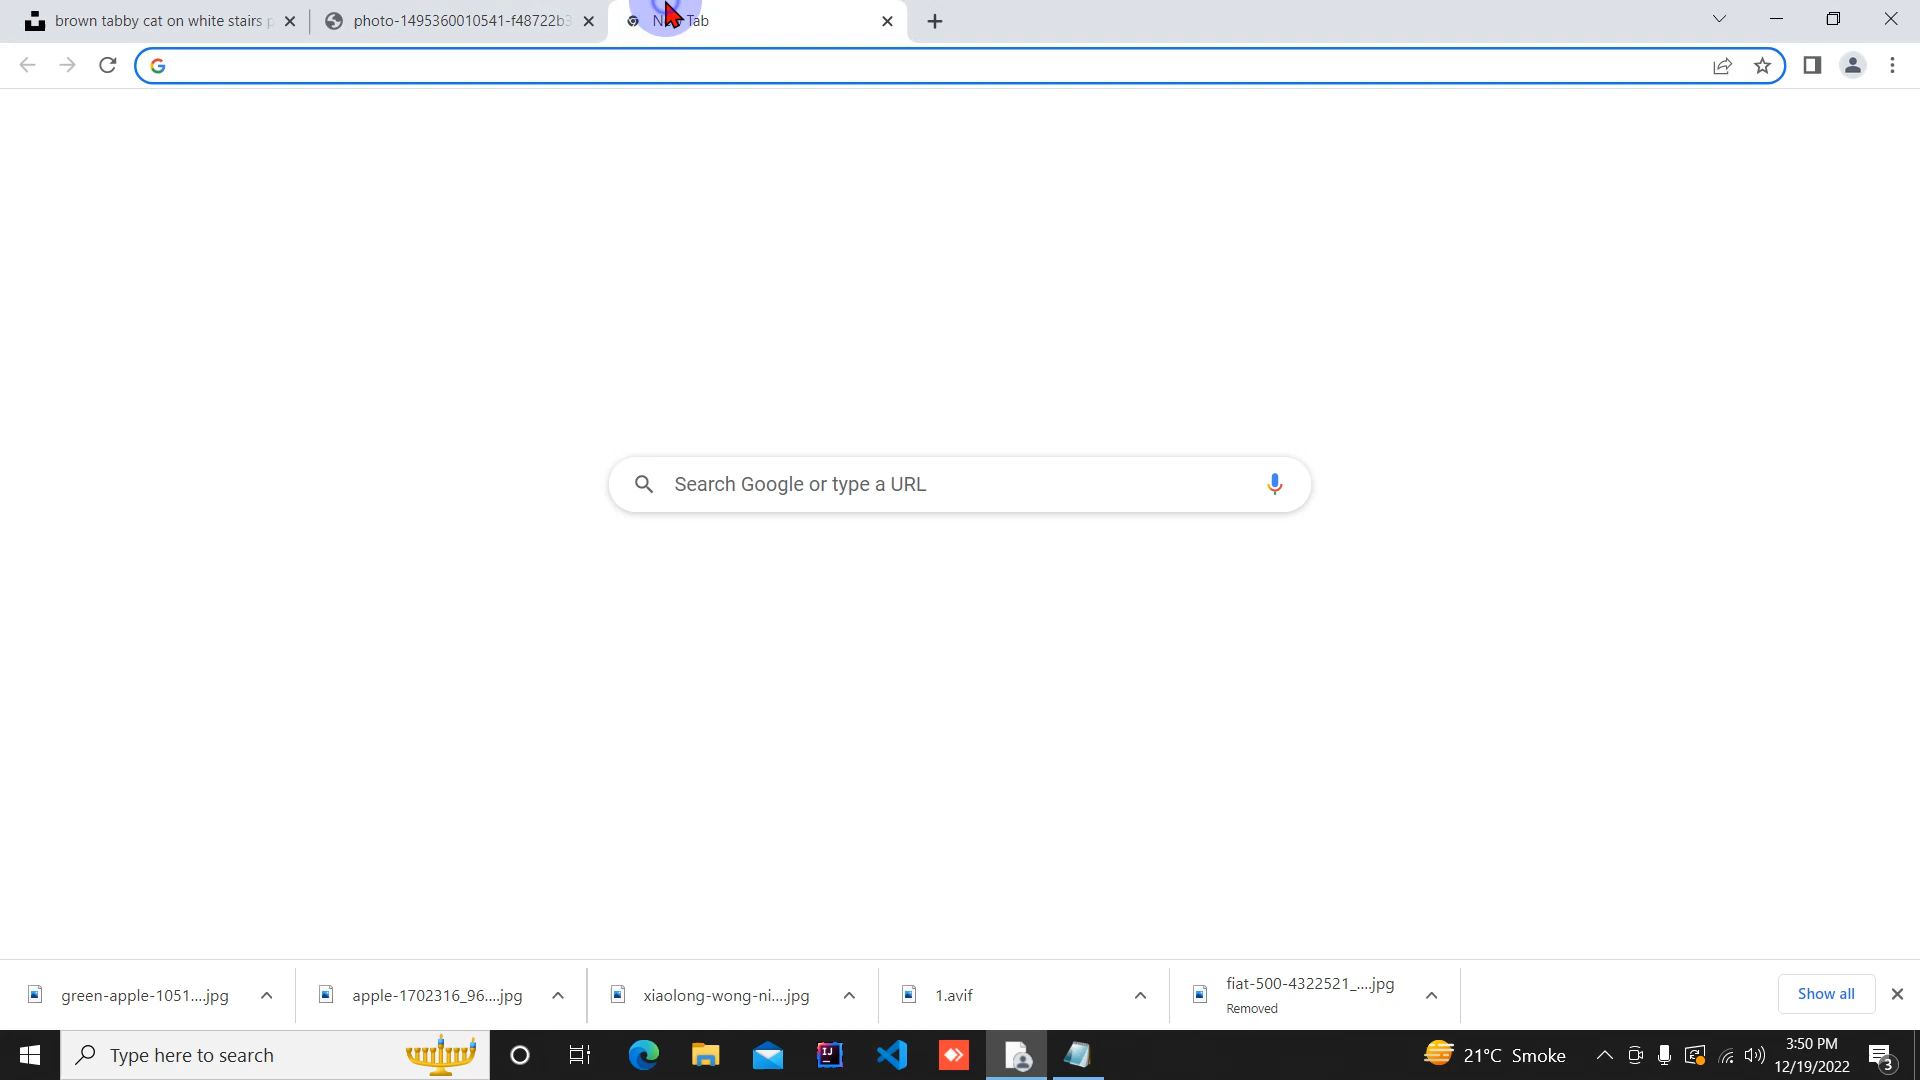 brown tabby cat on white stairs
photo-1495360010541-f48722b3
Tab
Search Google or type a URL
green-apple-1051....jpg
apple-1702316_96....jpg
xiaolong-wong-ni....jpg
1.avif
fiat-500-4322521_....jpg
Removed
Show all
Type here to search
21°C Smoke
3:50 PM
12/19/2022
3